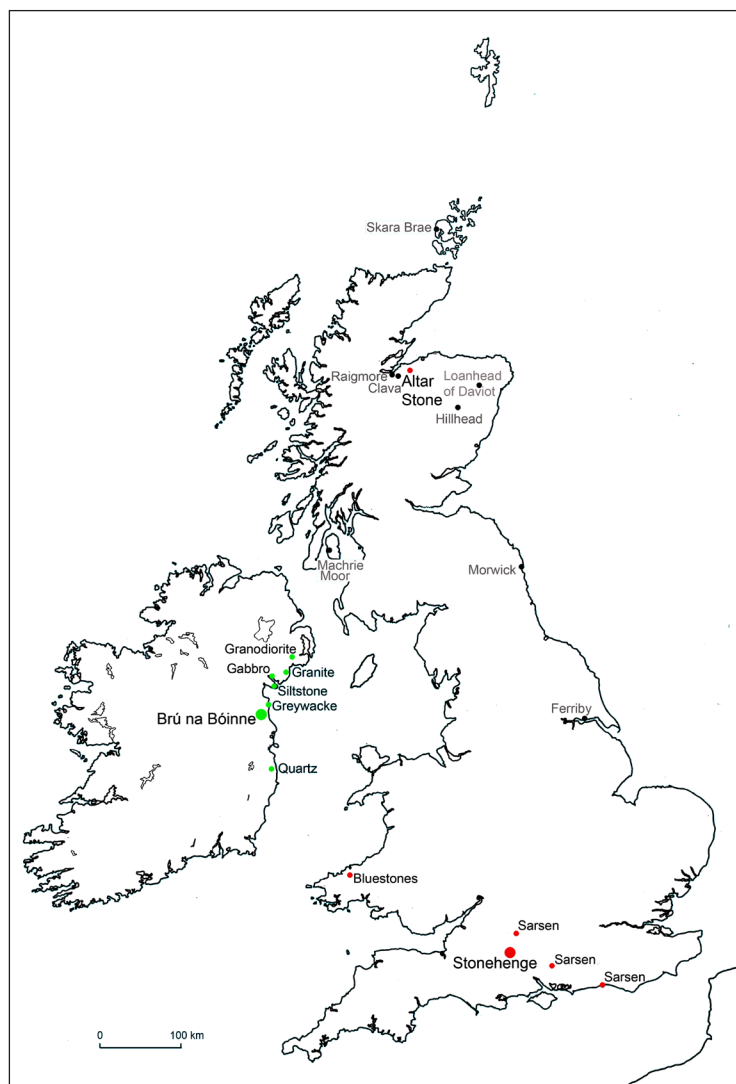 Skara Brae
Raigmore
Clava
Altar
Stone
Loanhead
of Daviot
Hillhead
Machrie
Moor
Morwick
Granodiorite
Gabbro
Granite
Siltstone
Greywacke
Brú na Bóinne
Ferriby
Quartz
Bluestones
Sarsen
Stonehenge
Sarsen
Sarsen
0 100 km